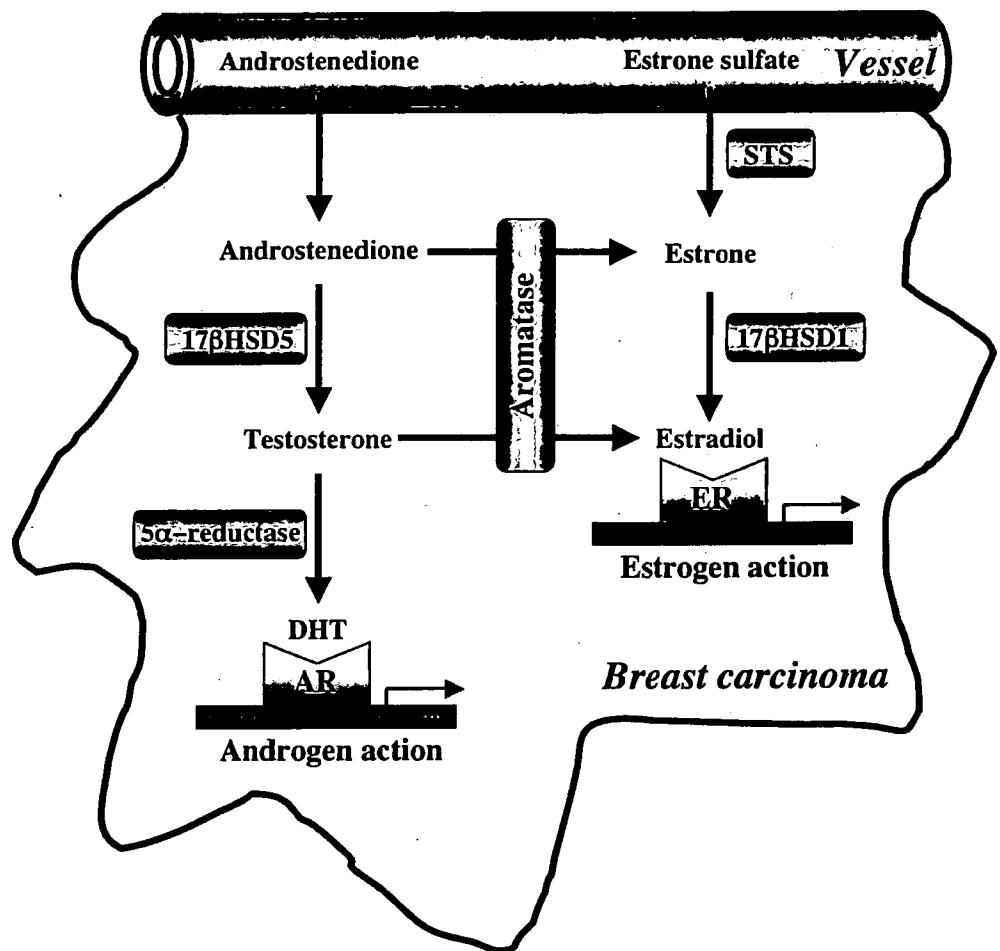 Androstenedione
Estrone sulfate
Vessel
STS
Androstenedione
Estrone
17βHSD5
Aromatase
17βHSD1
Testosterone
Estradiol
ER
5α-reductase
Estrogen action
DHT
AR
Breast carcinoma
Androgen action